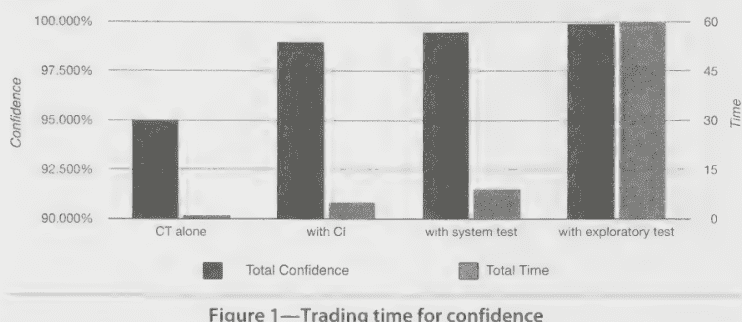 100.000%
97.500%
95.000%
92.500%
90.000%
Confidence
60
45
30
15
0
Time
CT alone
with CI
with system test
with exploratory test
Total Confidence
Total Time
Figure 1—Trading time for confidence